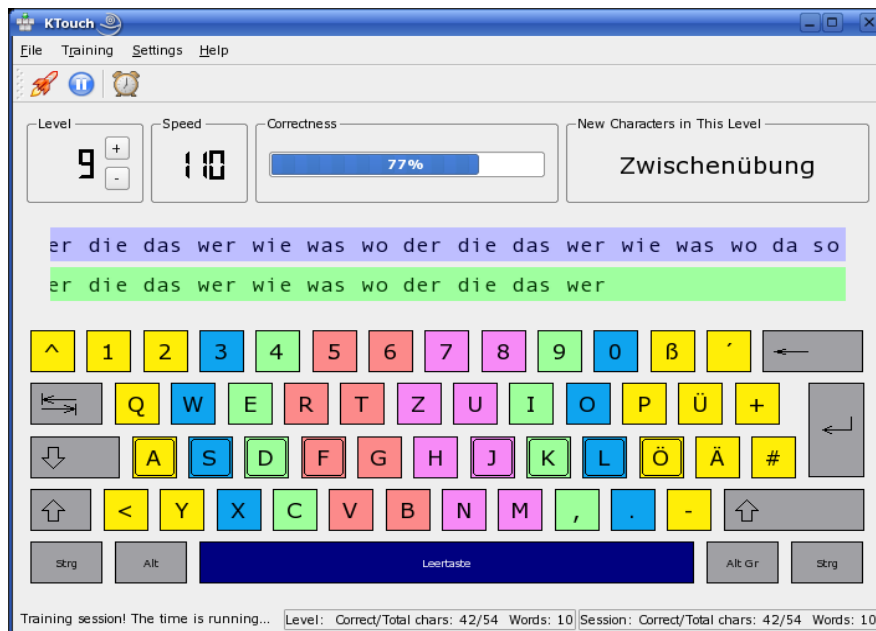 KTouch
File Training Settings Help
Level Speed Correctness New Characters in This Level
9 + - 110 77% Zwischenübung
er die das wer wie was wo der die das wer wie was wo da so
er die das wer wie was wo der die das wer
^ 1 2 3 4 5 6 7 8 9 0 ß ´
Q W E R T Z U I O P Ü +
A S D F G H J K L Ö Ä #
< Y X C V B N M , . -
Strg Alt Leertaste Alt Gr Strg
Training session! The time is running... Level: Correct/Total chars: 42/54 Words: 10 Session: Correct/Total chars: 42/54 Words: 10